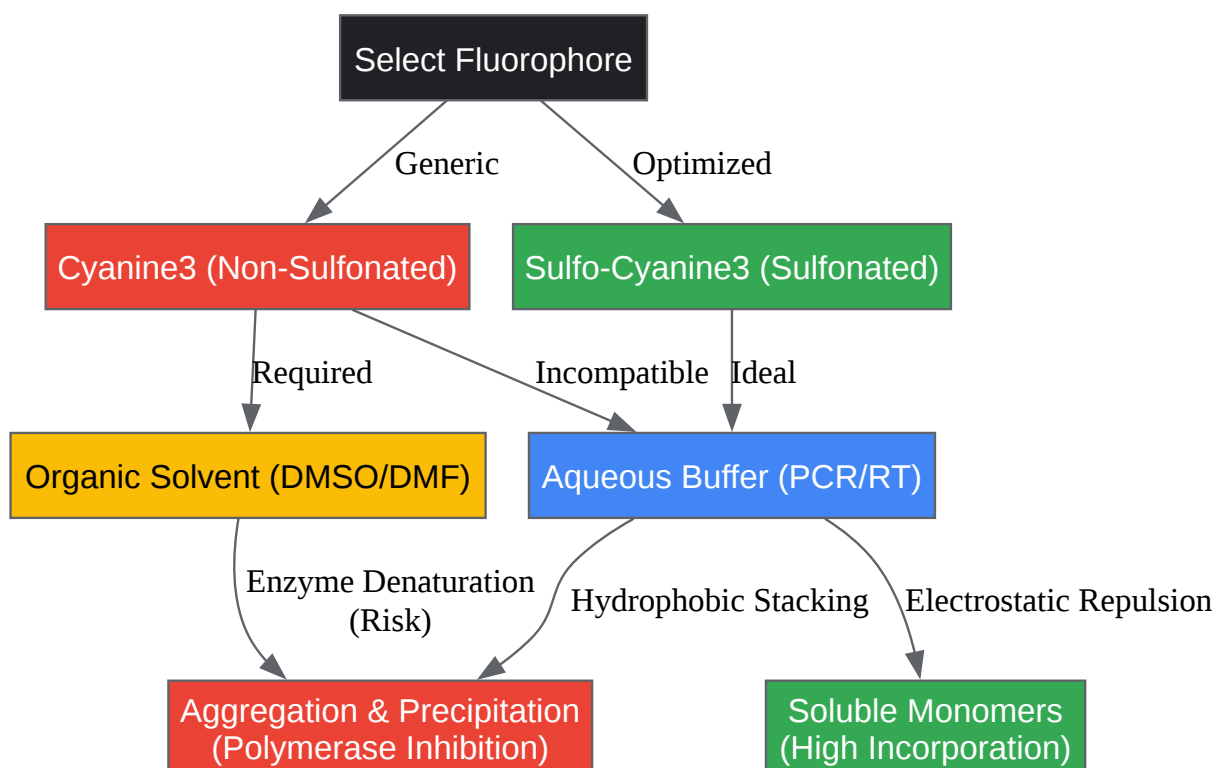 Select Fluorophore
Generic
Optimized
Cyanine3 (Non-Sulfonated)
Sulfo-Cyanine3 (Sulfonated)
Required
Incompatible
Ideal
Organic Solvent (DMSO/DMF)
Aqueous Buffer (PCR/RT)
Enzyme Denaturation
(Risk)
Hydrophobic Stacking
Electrostatic Repulsion
Aggregation & Precipitation
(Polymerase Inhibition)
Soluble Monomers
(High Incorporation)